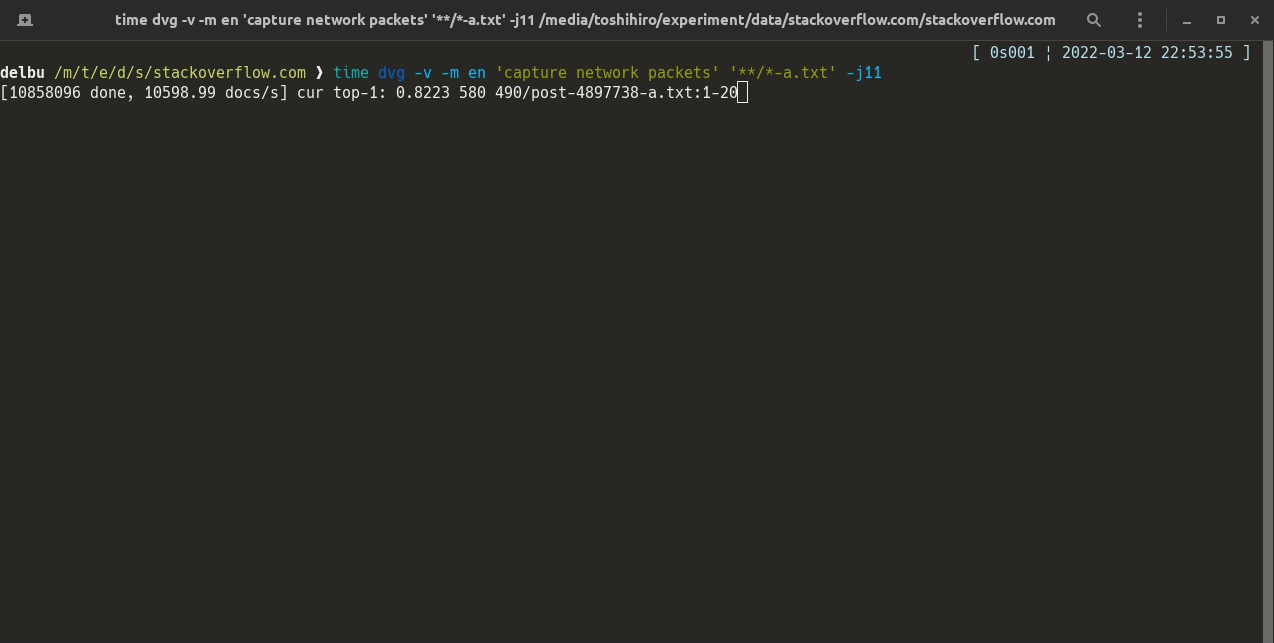 time dvg -v -m en 'capture network packets' '**/*-a.txt' -j11 /media/toshihiro/experiment/data/stackoverflow.com/stackoverflow.com
[ 0s001 ¦ 2022-03-12 22:53:55 ]
delbu /m/t/e/d/s/stackoverflow.com ❯ time dvg -v -m en 'capture network packets' '**/*-a.txt' -j11
[10858096 done, 10598.99 docs/s] cur top-1: 0.8223 580 490/post-4897738-a.txt:1-20